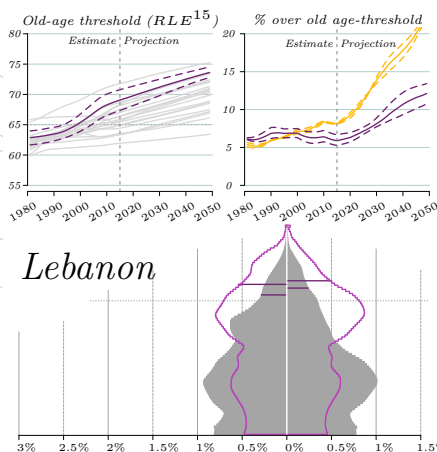 Old-age threshold (RLE¹⁵)
Estimate Projection
80
75
70
65
60
55
1980 1990 2000 2010 2020 2030 2040 2050
% over old age-threshold
Estimate Projection
20
15
10
5
0
1980 1990 2000 2010 2020 2030 2040 2050
Lebanon
3% 2.5% 2% 1.5% 1% 0.5% 0% 0.5% 1% 1.5%